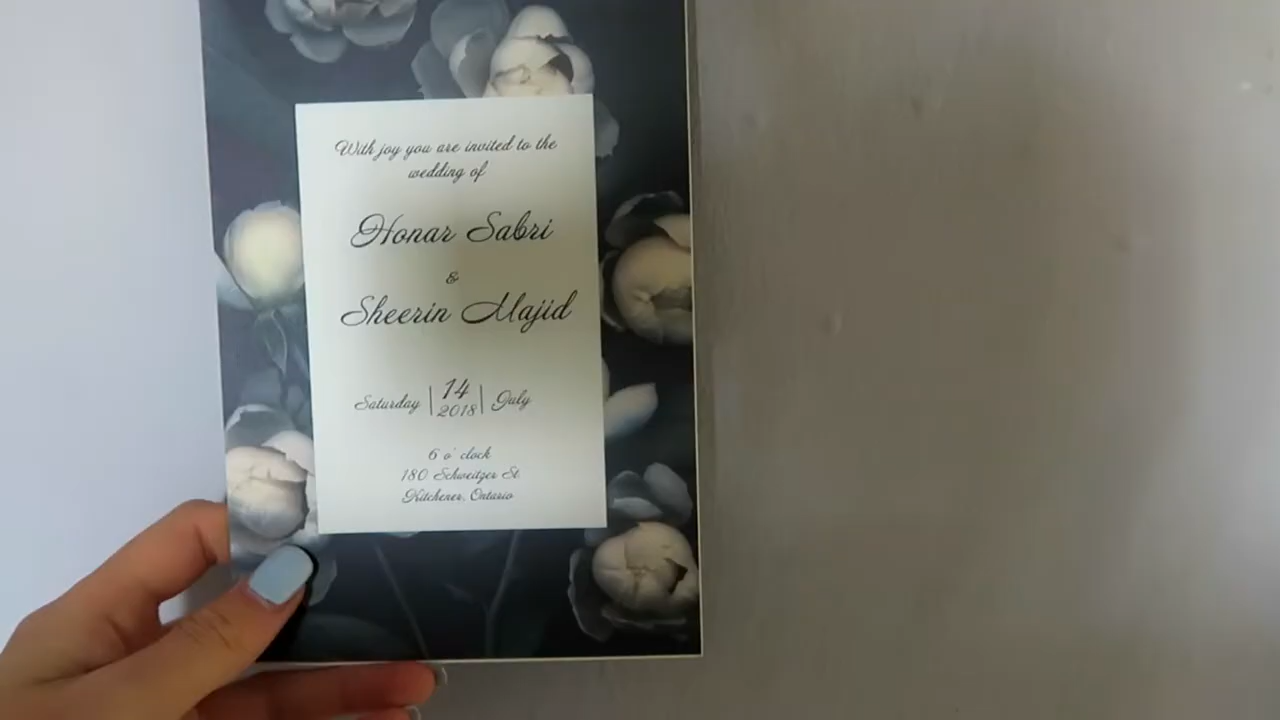 With joy you are invited to the
wedding of
Honar Sabri
&
Sheerin Majid
Saturday | 14 2018 | July
6 o' clock
180 Schweitzer St.
Kitchener, Ontario